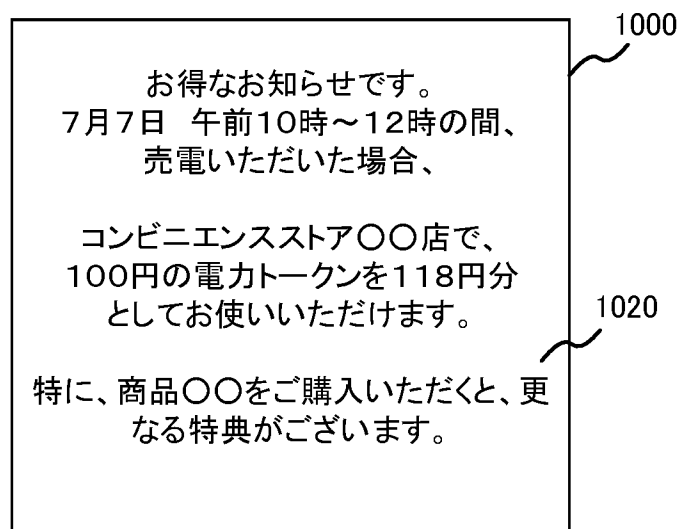 1000
お得なお知らせです。
7月7日 午前10時～12時の間、
売電いただいた場合、
コンビニエンスストア〇〇店で、
100円の電力トークンを118円分
としてお使いいただけます。
1020
特に、商品〇〇をご購入いただくと、更
なる特典がございます。